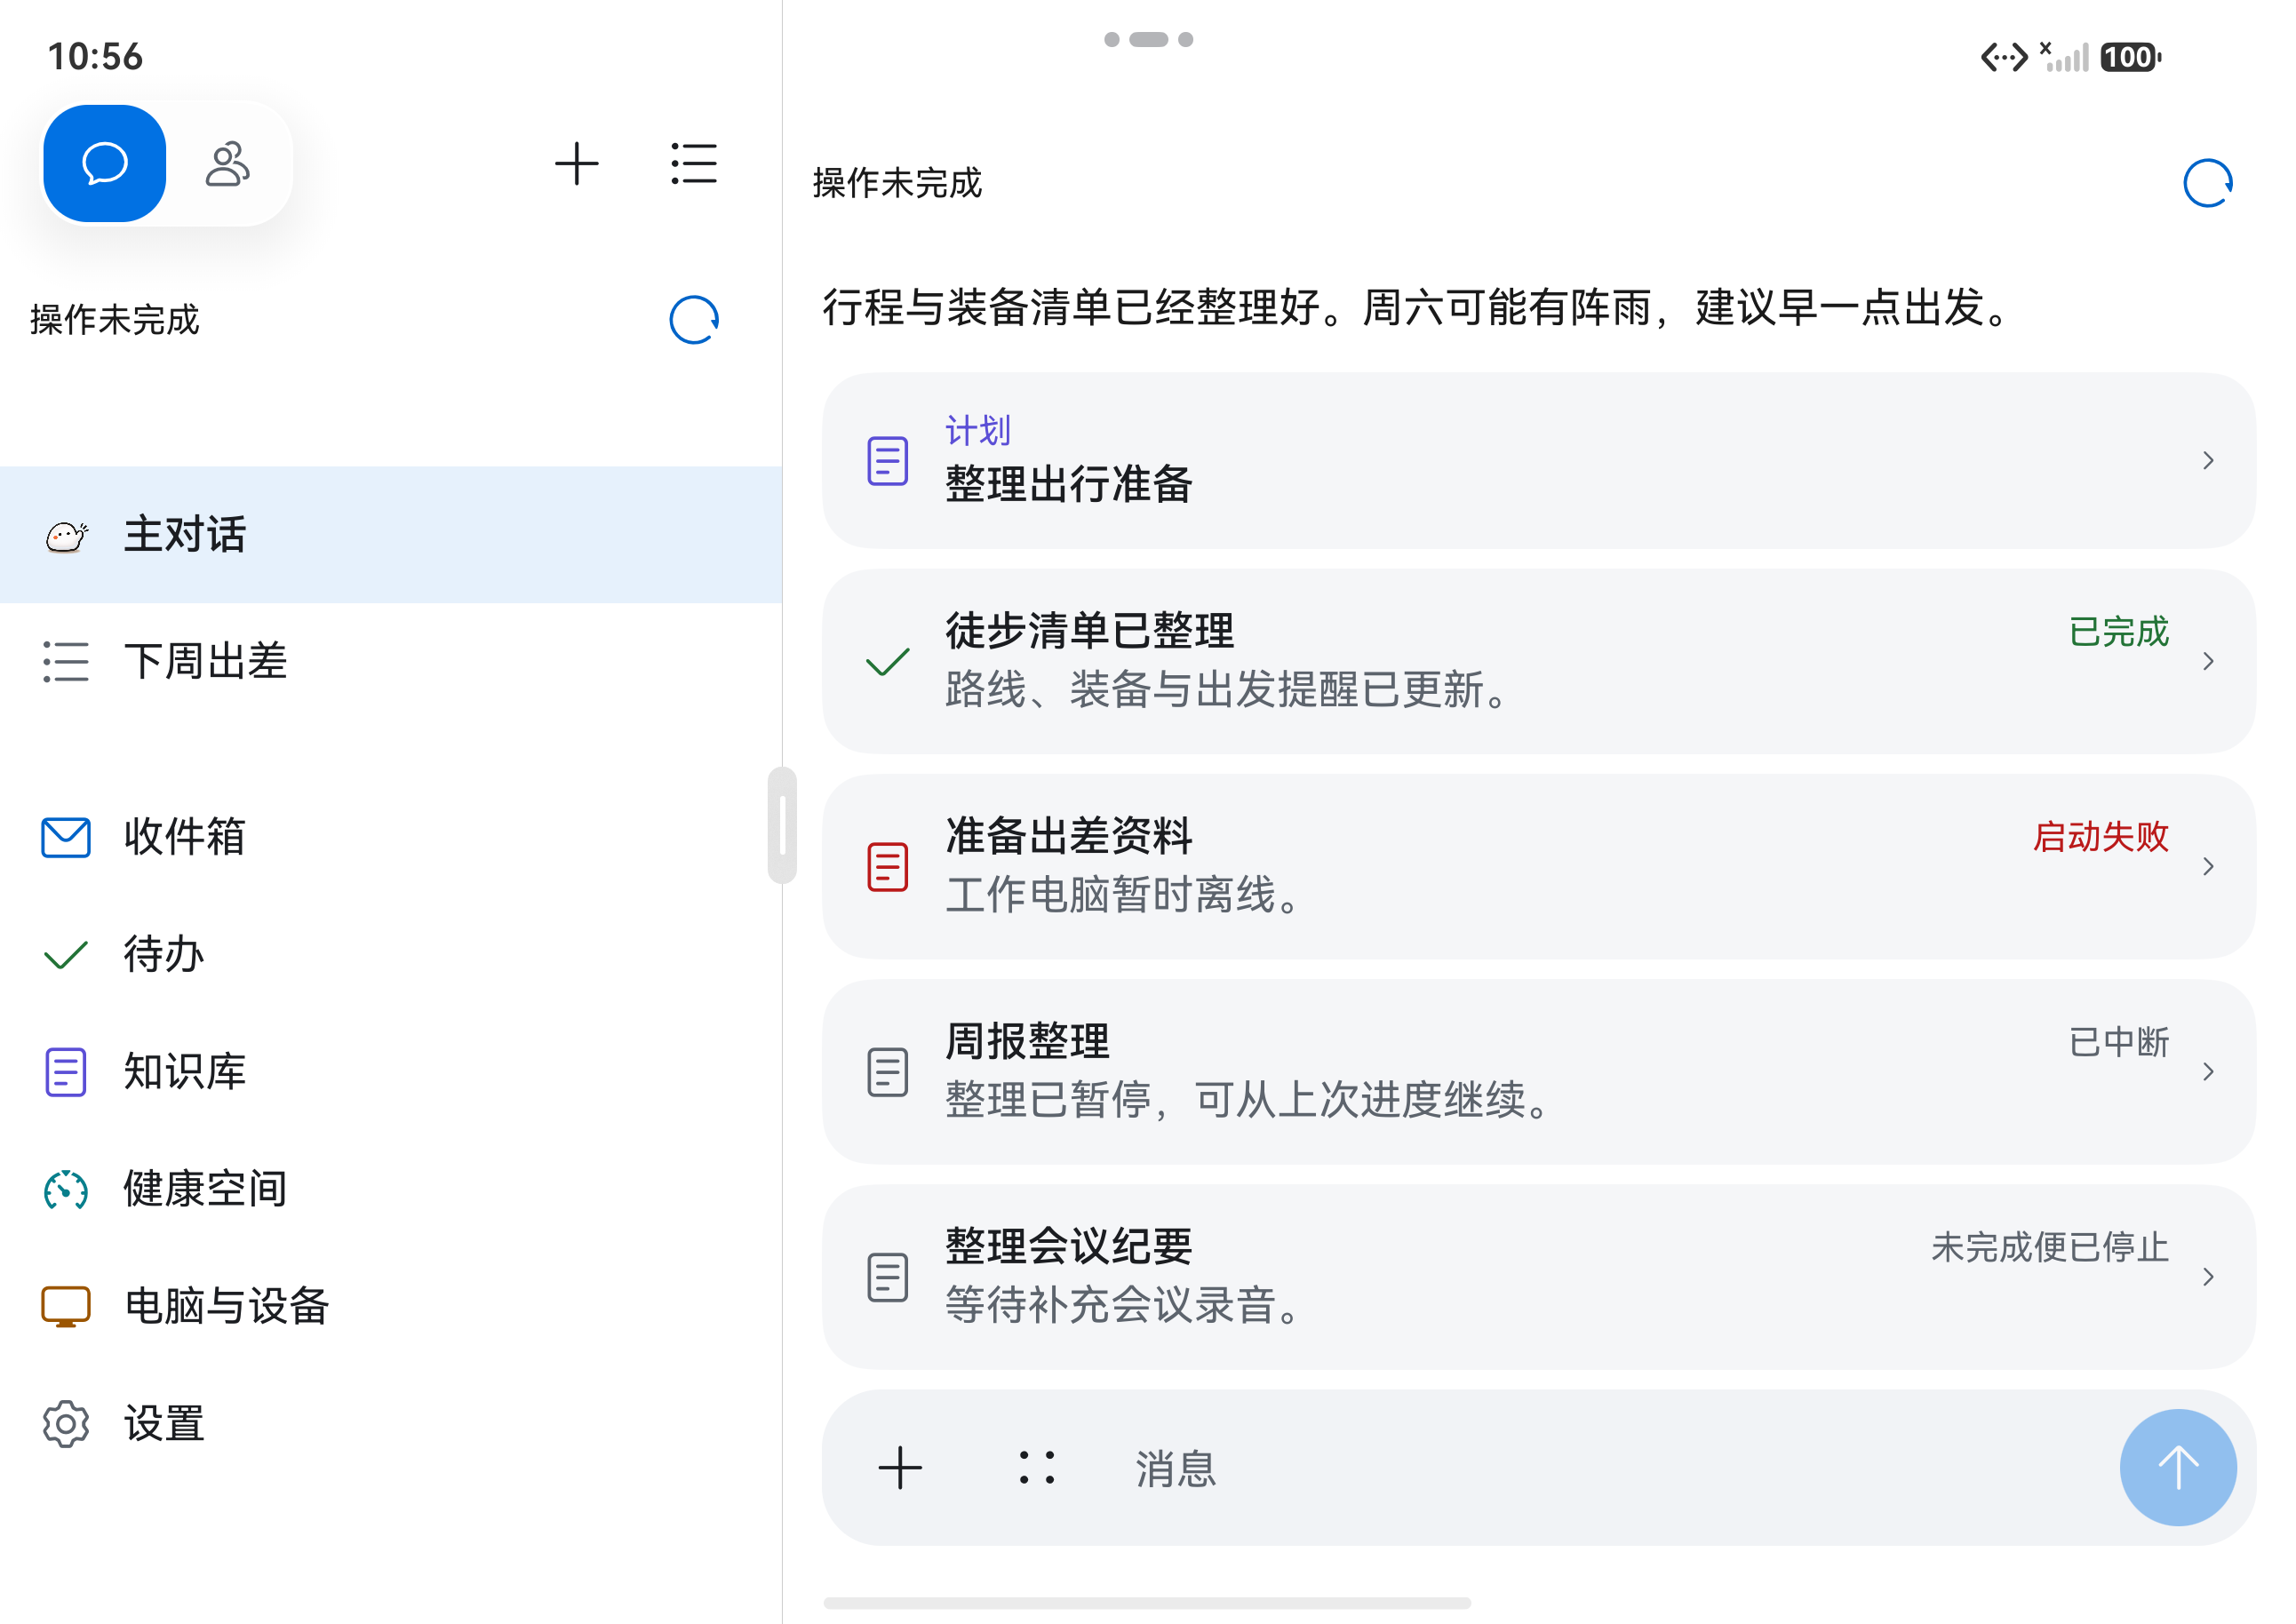 10:56
100
操作未完成
主对话
下周出差
收件箱
待办
知识库
健康空间
电脑与设备
设置
操作未完成
行程与装备清单已经整理好。周六可能有阵雨，建议早一点出发。
计划
整理出行准备
徒步清单已整理
已完成
路线、装备与出发提醒已更新。
准备出差资料
启动失败
工作电脑暂时离线。
周报整理
已中断
整理已暂停，可从上次进度继续。
整理会议纪要
未完成便已停止
等待补充会议录音。
消息